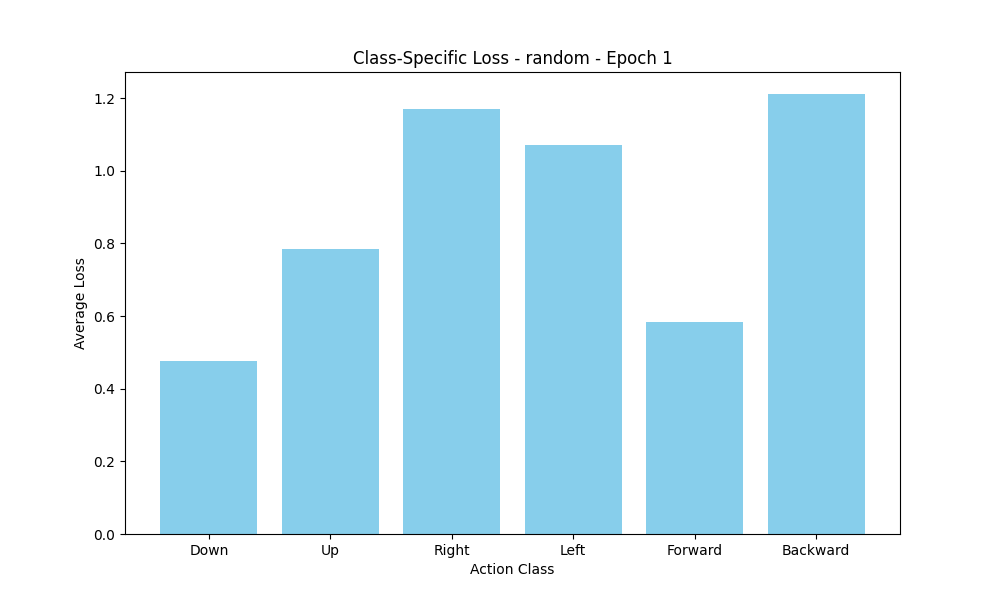 Class-Specific Loss - random - Epoch 1
1.2
1.0
0.8
0.6
0.4
0.2
0.0
Average Loss
Down Up Right Left Forward Backward
Action Class